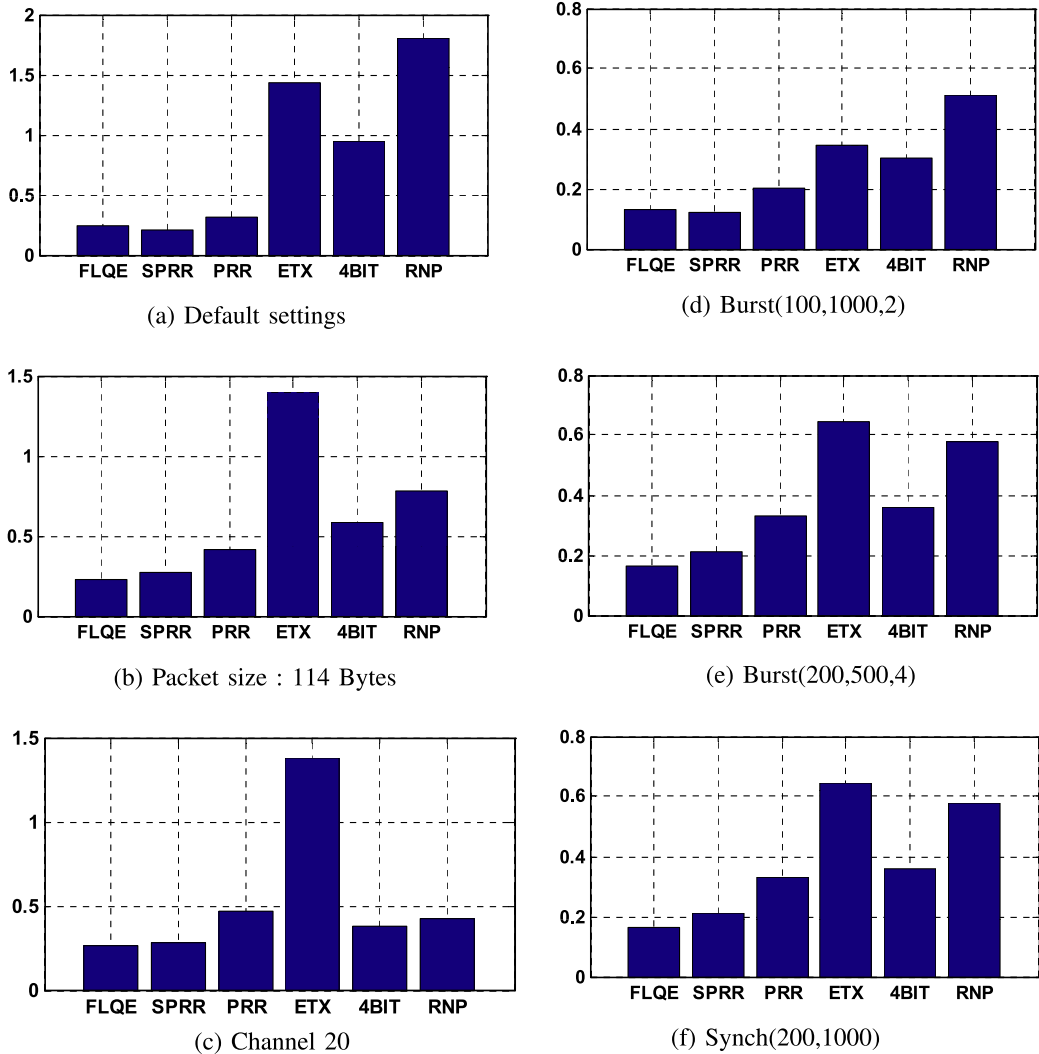 2
1.5
1
0.5
0
FLQE SPRR PRR ETX 4BIT RNP
(a) Default settings
0.8
0.6
0.4
0.2
0
FLQE SPRR PRR ETX 4BIT RNP
(d) Burst(100,1000,2)
1.5
1
0.5
0
FLQE SPRR PRR ETX 4BIT RNP
(b) Packet size : 114 Bytes
0.8
0.6
0.4
0.2
0
FLQE SPRR PRR ETX 4BIT RNP
(e) Burst(200,500,4)
1.5
1
0.5
0
FLQE SPRR PRR ETX 4BIT RNP
(c) Channel 20
0.8
0.6
0.4
0.2
0
FLQE SPRR PRR ETX 4BIT RNP
(f) Synch(200,1000)